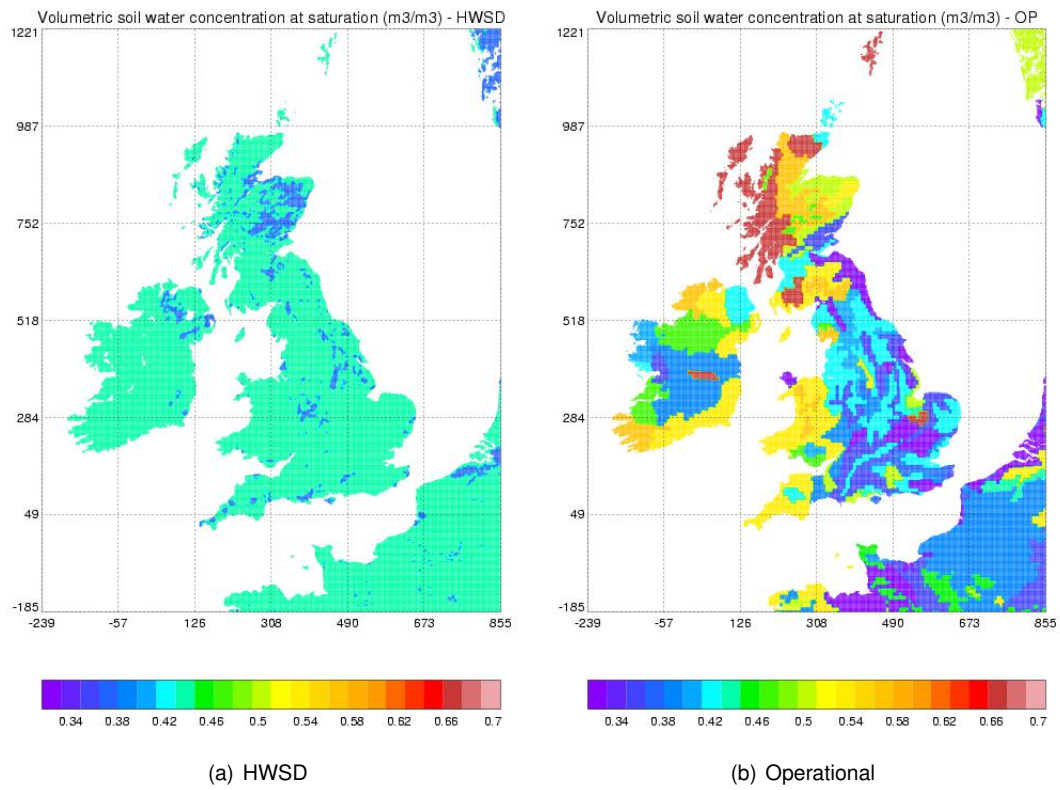 Volumetric soil water concentration at saturation (m3/m3) - HWSD
1221
987
752
518
284
49
-185
-239 -57 126 308 490 673 855
0.34 0.38 0.42 0.46 0.5 0.54 0.58 0.62 0.66 0.7
(a) HWSD
Volumetric soil water concentration at saturation (m3/m3) - OP
1221
987
752
518
284
49
-185
-239 -57 126 308 490 673 855
0.34 0.38 0.42 0.46 0.5 0.54 0.58 0.62 0.66 0.7
(b) Operational